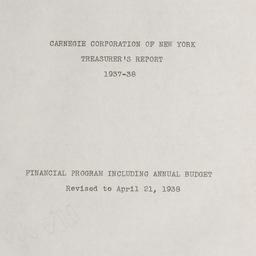 CARNEGIE CORPORATION OF NEW YORK
TREASURER'S REPORT
1937-38
FINANCIAL PROGRAM INCLUDING ANNUAL BUDGET
Revised to April 21, 1938